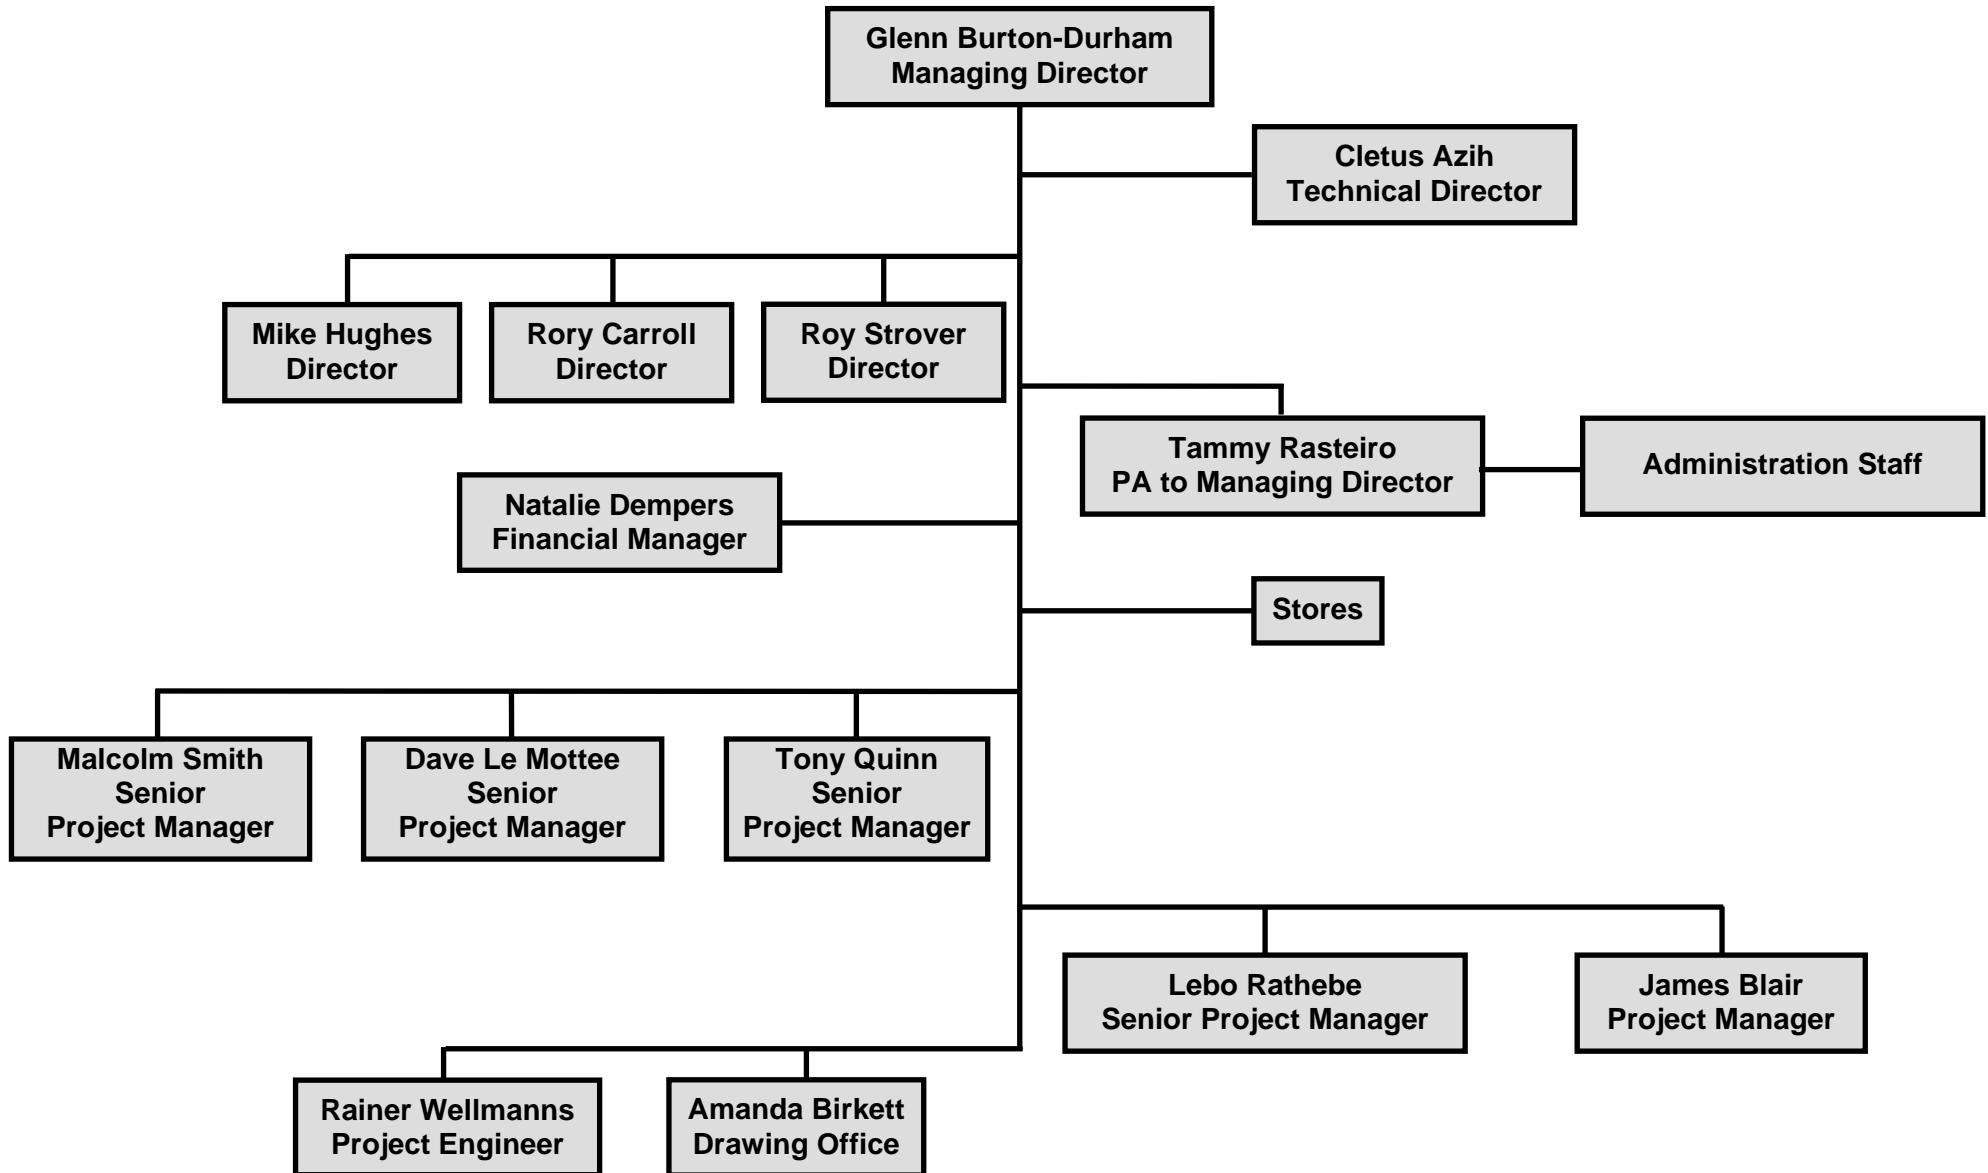 Glenn Burton-Durham
Managing Director
Cletus Azih
Technical Director
Mike Hughes
Director
Rory Carroll
Director
Roy Strover
Director
Tammy Rasteiro
PA to Managing Director
Administration Staff
Natalie Dempers
Financial Manager
Stores
Malcolm Smith
Senior
Project Manager
Dave Le Mottee
Senior
Project Manager
Tony Quinn
Senior
Project Manager
Lebo Rathebe
Senior Project Manager
James Blair
Project Manager
Rainer Wellmanns
Project Engineer
Amanda Birkett
Drawing Office